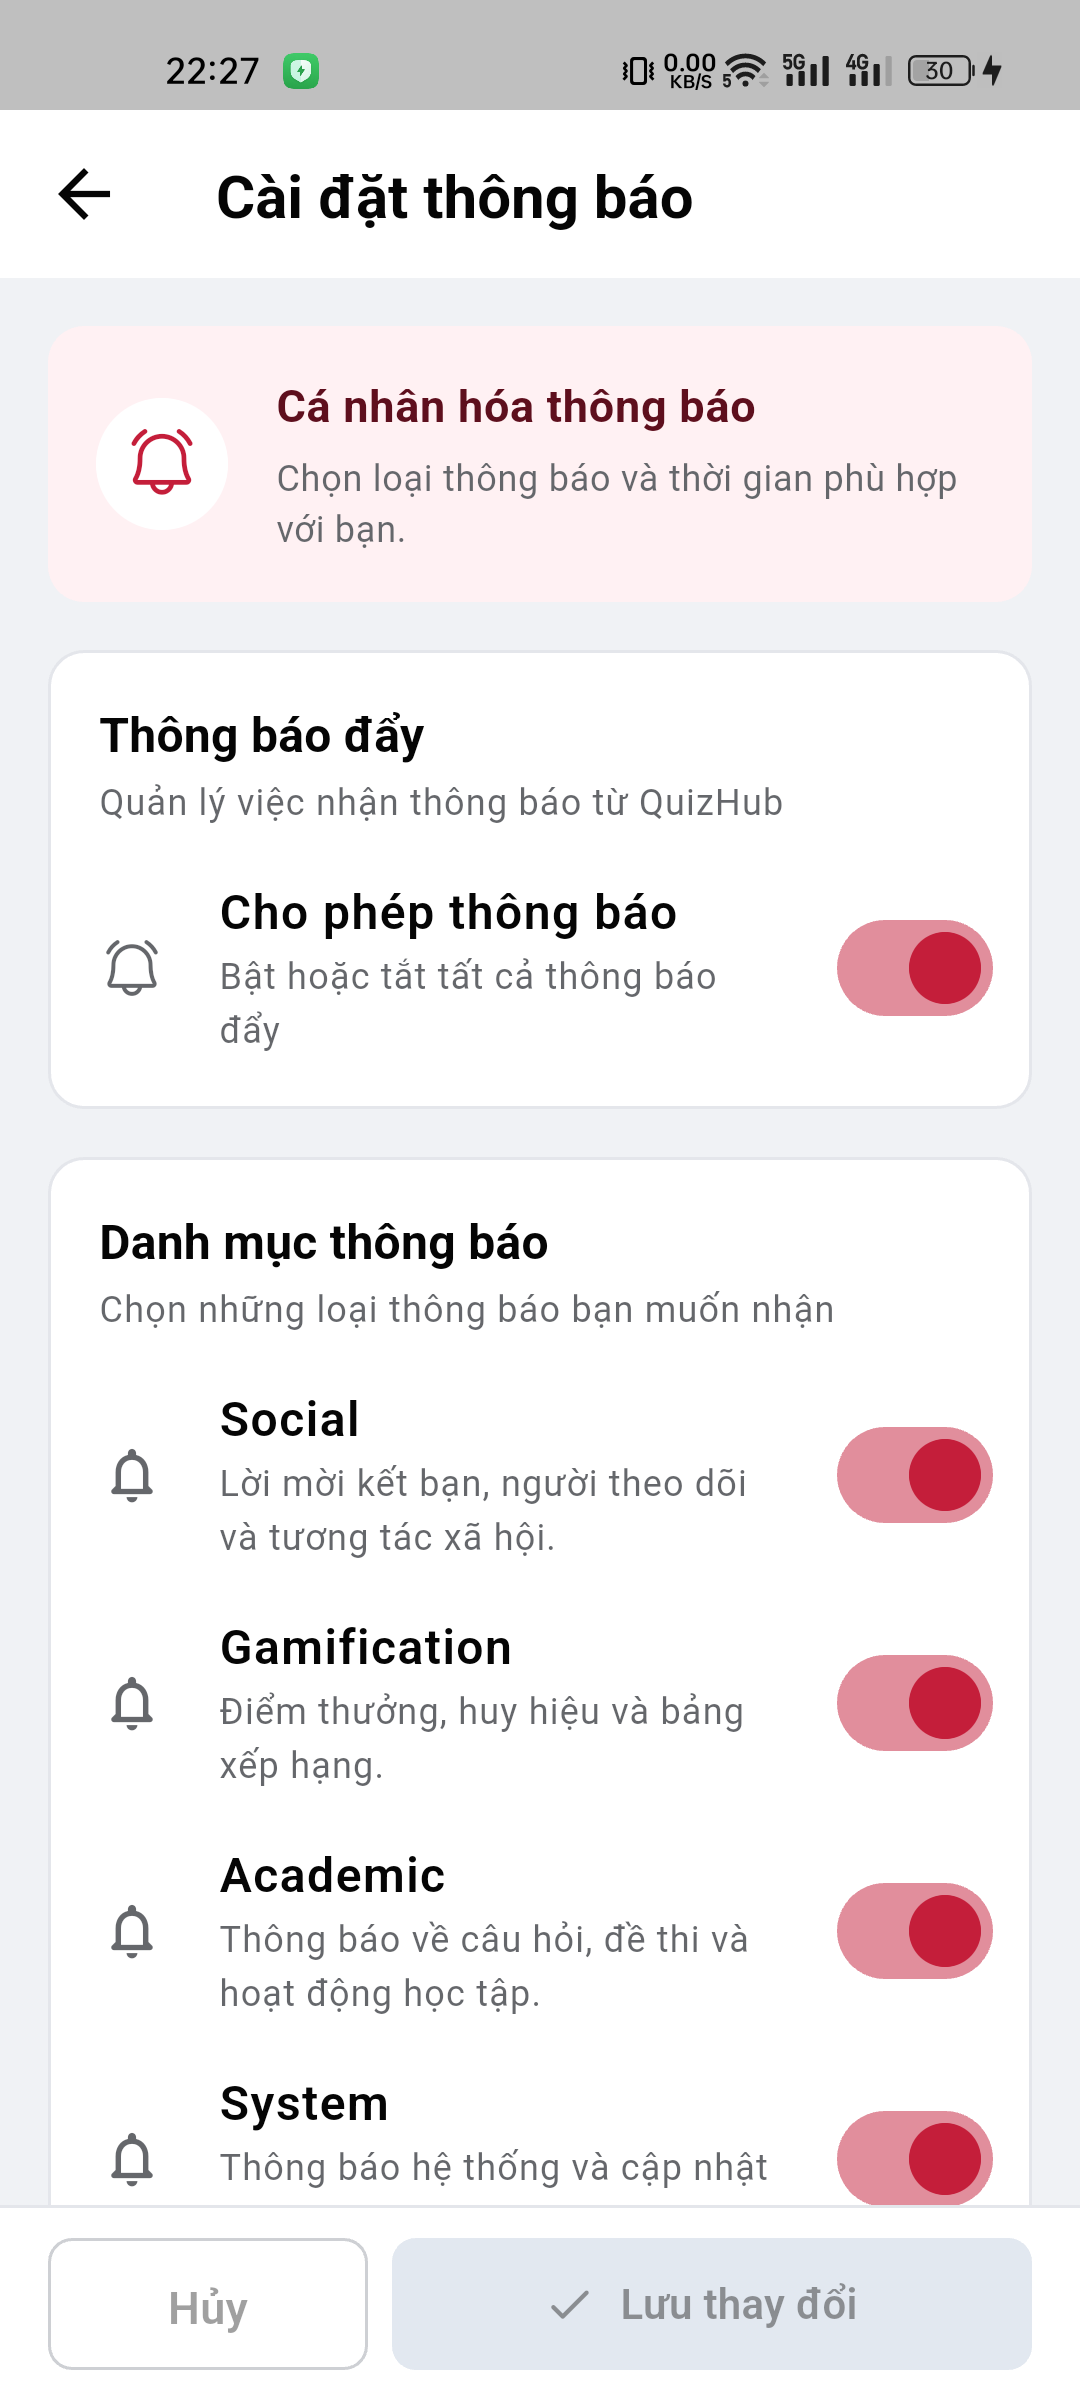 22:27
0.00
KB/S
5
5G
4G
30
Cài đặt thông báo
Cá nhân hóa thông báo
Chọn loại thông báo và thời gian phù hợp
với bạn.
Thông báo đẩy
Quản lý việc nhận thông báo từ QuizHub
Cho phép thông báo
Bật hoặc tắt tất cả thông báo
đẩy
Danh mục thông báo
Chọn những loại thông báo bạn muốn nhận
Social
Lời mời kết bạn, người theo dõi
và tương tác xã hội.
Gamification
Điểm thưởng, huy hiệu và bảng
xếp hạng.
Academic
Thông báo về câu hỏi, đề thi và
hoạt động học tập.
System
Thông báo hệ thống và cập nhật
Hủy
Lưu thay đổi